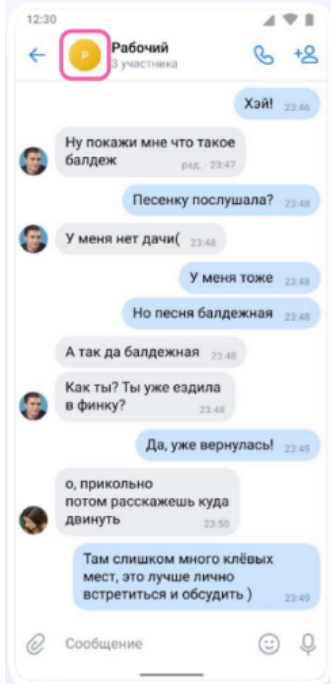 12:30
Р
Рабочий
3 участника
Хэй! 23:46
Ну покажи мне что такое
балдеж ред. · 23:47
Песенку послушала? 23:48
У меня нет дачи( 23:48
У меня тоже 23:48
Но песня балдежная 23:48
А так да балдежная 23:48
Как ты? Ты уже ездила
в финку? 23:48
Да, уже вернулась! 23:49
о, прикольно
потом расскажешь куда
двинуть 23:50
Там слишком много клёвых
мест, это лучше лично
встретиться и обсудить ) 23:49
Сообщение